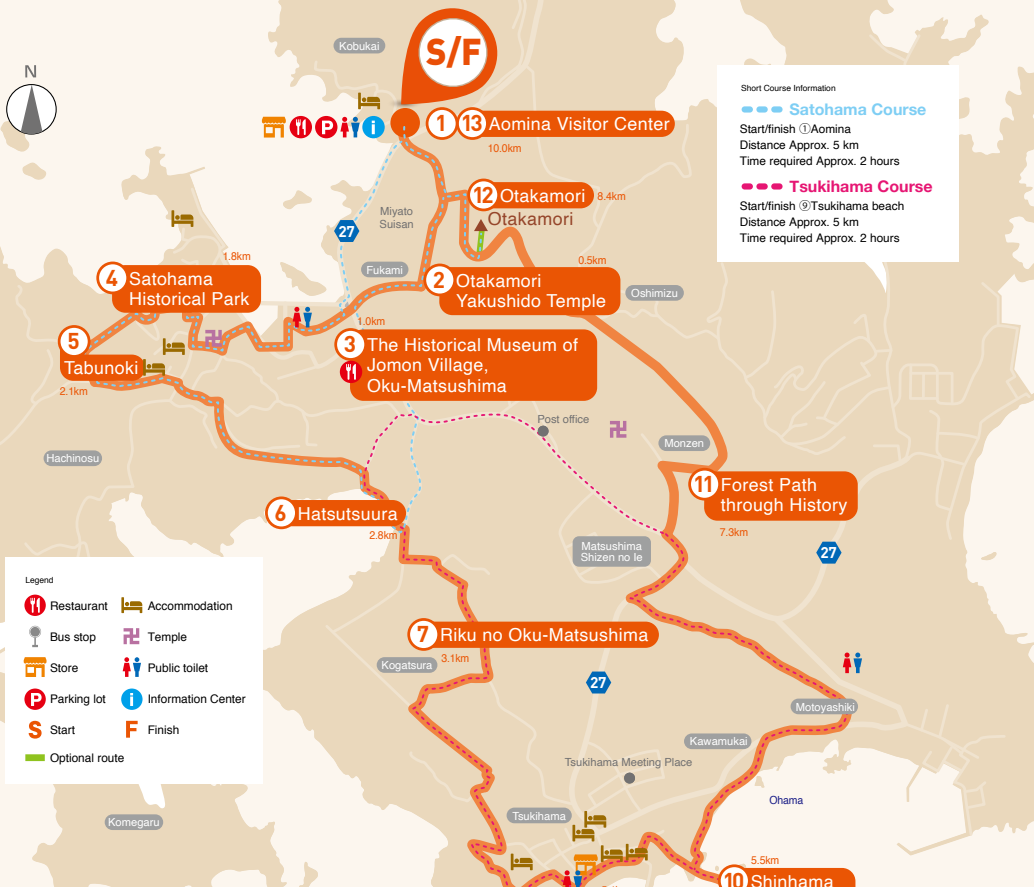 Kobukai
S/F
N
P
i
1 13 Aomina Visitor Center
10.0km
12 Otakamori
8.4km
Otakamori
Miyato
Suisan
27
Fukami
1.8km
0.5km
4 Satohama
Historical Park
2 Otakamori
Yakushido Temple
Oshimizu
1.0km
5
Tabunoki
2.1km
3 The Historical Museum of
Jomon Village,
Oku-Matsushima
Post office
Monzen
Hachinosu
11 Forest Path
through History
7.3km
6 Hatsutsuura
2.8km
Matsushima
Shizen no Ie
27
7 Riku no Oku-Matsushima
3.1km
Kogatsura
27
Motoyashiki
Kawamukai
Tsukihama Meeting Place
Ohama
Tsukihama
Komegaru
5.5km
10 Shinhama
Short Course Information
Satohama Course
Start/finish ①Aomina
Distance Approx. 5 km
Time required Approx. 2 hours
Tsukihama Course
Start/finish ⑨Tsukihama beach
Distance Approx. 5 km
Time required Approx. 2 hours
Legend
Restaurant
Accommodation
Bus stop
Temple
Store
Public toilet
P Parking lot
i Information Center
S Start
F Finish
Optional route